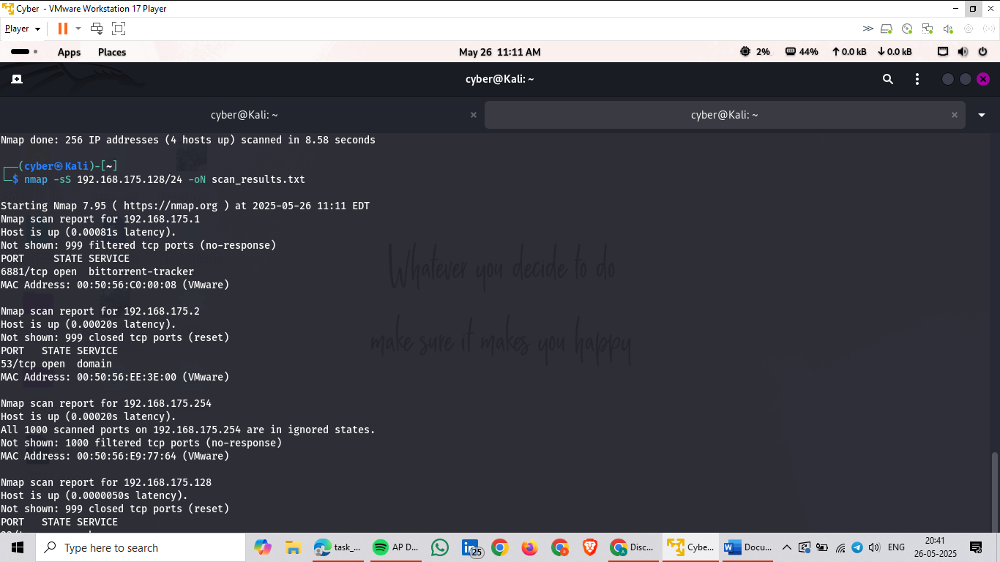 Cyber - VMware Workstation 17 Player
Player
Apps Places May 26 11:11 AM 2% 44% 0.0 kB 0.0 kB
cyber@Kali: ~
cyber@Kali: ~ cyber@Kali: ~
Nmap done: 256 IP addresses (4 hosts up) scanned in 8.58 seconds
┌──(cyber㉿Kali)-[~]
└─$ nmap -sS 192.168.175.128/24 -oN scan_results.txt
Starting Nmap 7.95 ( https://nmap.org ) at 2025-05-26 11:11 EDT
Nmap scan report for 192.168.175.1
Host is up (0.00081s latency).
Not shown: 999 filtered tcp ports (no-response)
PORT     STATE SERVICE
6881/tcp open  bittorrent-tracker
MAC Address: 00:50:56:C0:00:08 (VMware)
Nmap scan report for 192.168.175.2
Host is up (0.00020s latency).
Not shown: 999 closed tcp ports (reset)
PORT   STATE SERVICE
53/tcp open  domain
MAC Address: 00:50:56:EE:3E:00 (VMware)
Nmap scan report for 192.168.175.254
Host is up (0.00020s latency).
All 1000 scanned ports on 192.168.175.254 are in ignored states.
Not shown: 1000 filtered tcp ports (no-response)
MAC Address: 00:50:56:E9:77:64 (VMware)
Nmap scan report for 192.168.175.128
Host is up (0.0000050s latency).
Not shown: 999 closed tcp ports (reset)
PORT   STATE SERVICE
Whatever you decide to do
make sure it makes you happy
Type here to search task_... AP D... 25 Disc... Cybe... Docu... ENG 20:41
26-05-2025